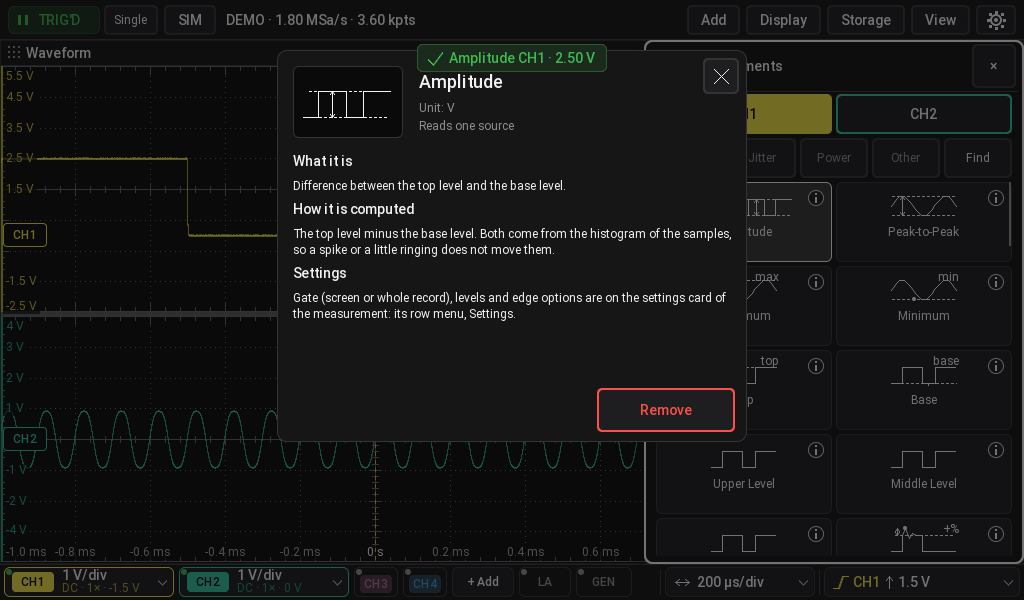 TRIG'D
Single
SIM
DEMO · 1.80 MSa/s · 3.60 kpts
Add
Display
Storage
View
Waveform
5.5 V
4.5 V
3.5 V
2.5 V
1.5 V
CH1
-1.5 V
-2.5 V
4 V
3 V
2 V
1 V
CH2
-1 V
-2 V
-4 V
-1.0 ms
-0.8 ms
-0.6 ms
-0.4 ms
-0.2 ms
0's
0.2 ms
0.4 ms
0.6 ms
Amplitude CH1 · 2.50 V
Amplitude
Unit: V
Reads one source
What it is
Difference between the top level and the base level.
How it is computed
The top level minus the base level. Both come from the histogram of the samples,
so a spike or a little ringing does not move them.
Settings
Gate (screen or whole record), levels and edge options are on the settings card of
the measurement: its row menu, Settings.
Remove
ments
×
CH2
Jitter
Power
Other
Find
Peak-to-Peak
max
min
Minimum
top
base
Base
Upper Level
Middle Level
+%
CH1
1 V/div
DC · 1× · -1.5 V
CH2
1 V/div
DC · 1× · 0 V
CH3
CH4
+ Add
LA
GEN
200 µs/div
CH1
1.5 V